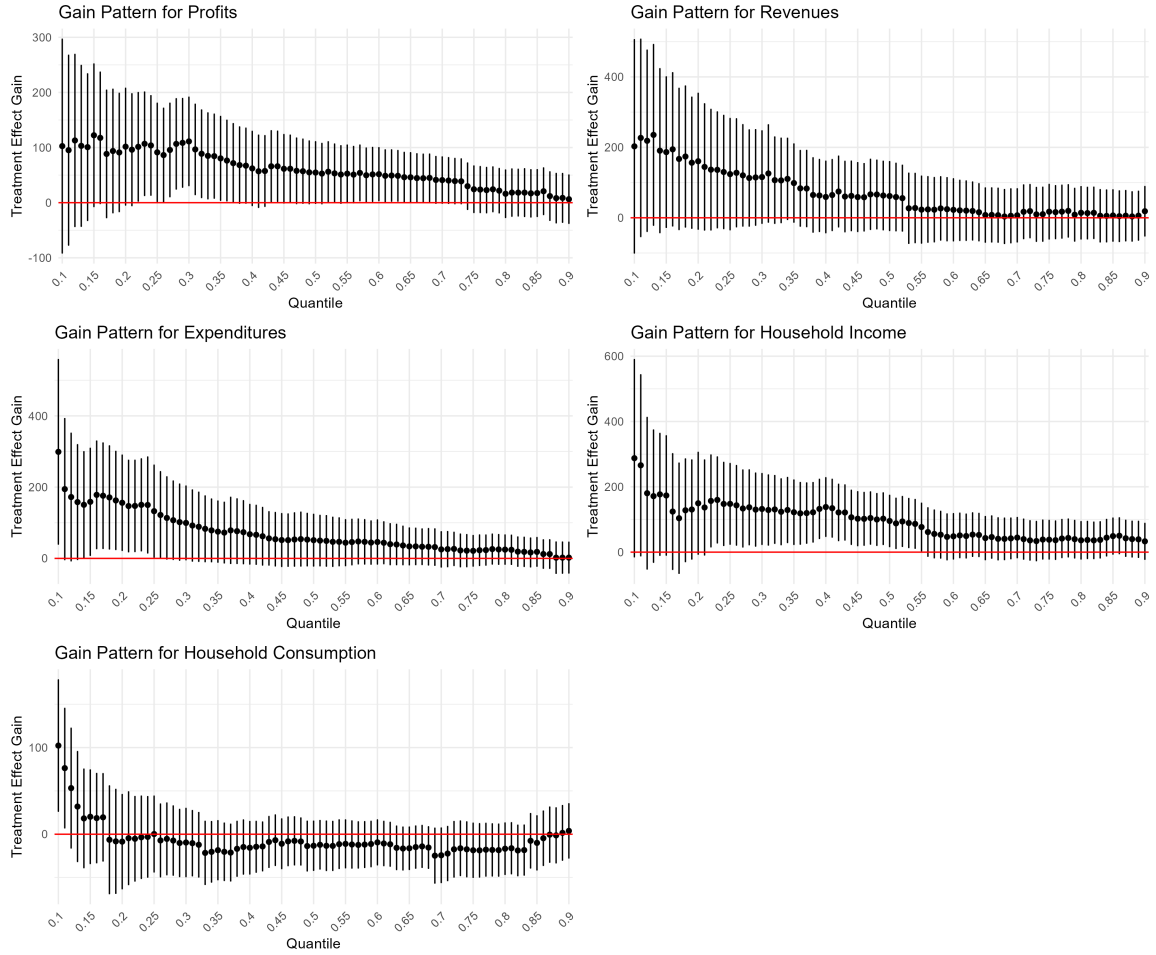 Gain Pattern for Profits
Treatment Effect Gain
300
200
100
0
-100
0.1 0.15 0.2 0.25 0.3 0.35 0.4 0.45 0.5 0.55 0.6 0.65 0.7 0.75 0.8 0.85 0.9
Quantile
Gain Pattern for Revenues
Treatment Effect Gain
400
200
0
0.1 0.15 0.2 0.25 0.3 0.35 0.4 0.45 0.5 0.55 0.6 0.65 0.7 0.75 0.8 0.85 0.9
Quantile
Gain Pattern for Expenditures
Treatment Effect Gain
400
200
0
0.1 0.15 0.2 0.25 0.3 0.35 0.4 0.45 0.5 0.55 0.6 0.65 0.7 0.75 0.8 0.85 0.9
Quantile
Gain Pattern for Household Income
Treatment Effect Gain
600
400
200
0
0.1 0.15 0.2 0.25 0.3 0.35 0.4 0.45 0.5 0.55 0.6 0.65 0.7 0.75 0.8 0.85 0.9
Quantile
Gain Pattern for Household Consumption
Treatment Effect Gain
100
0
0.1 0.15 0.2 0.25 0.3 0.35 0.4 0.45 0.5 0.55 0.6 0.65 0.7 0.75 0.8 0.85 0.9
Quantile